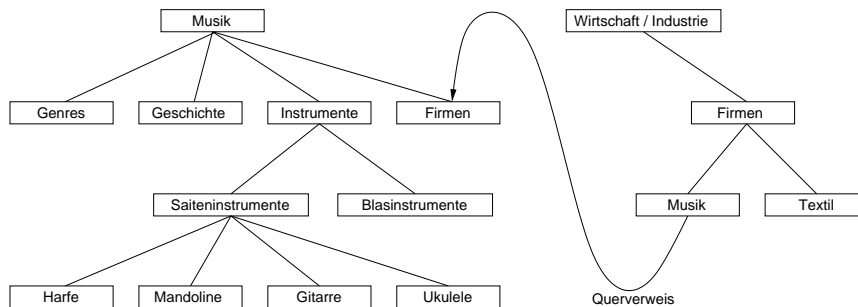 Musik
Wirtschaft / Industrie
Genres
Geschichte
Instrumente
Firmen
Firmen
Saiteninstrumente
Blasinstrumente
Musik
Textil
Harfe
Mandoline
Gitarre
Ukulele
Querverweis